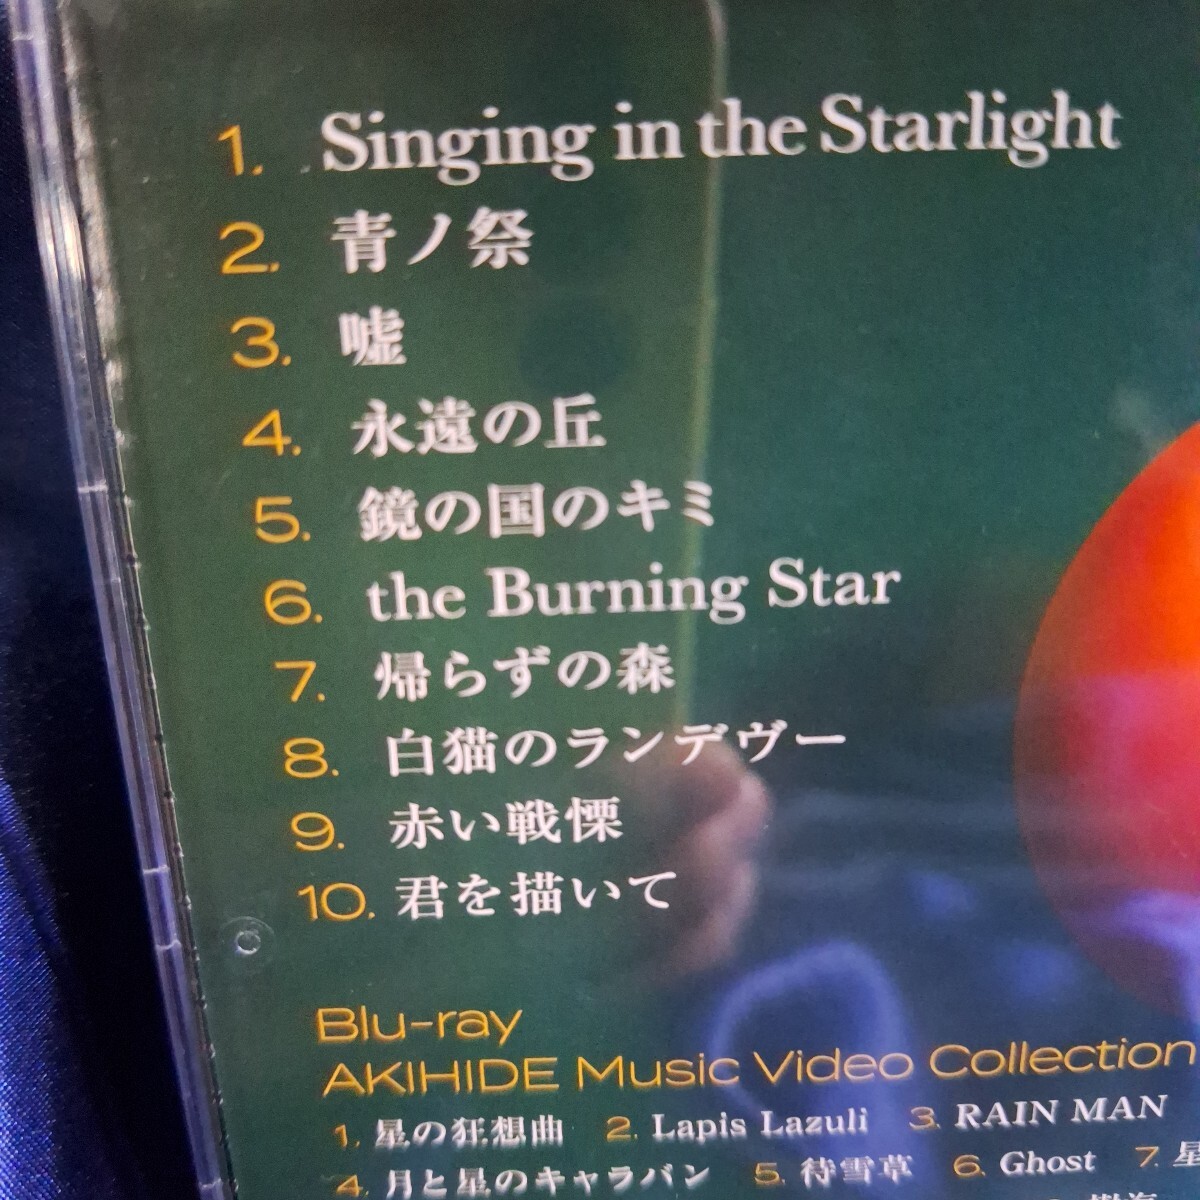 1. Singing in the Starlight
2. 青ノ祭
3. 嘘
4. 永遠の丘
5. 鏡の国のキミ
6. the Burning Star
7. 帰らずの森
8. 白猫のランデヴー
9. 赤い戦慄
10. 君を描いて
Blu-ray
AKIHIDE Music Video Collection
1. 星の狂想曲 2. Lapis Lazuli 3. RAIN MAN
4. 月と星のキャラバン 5. 待雪草 6. Ghost 7. 星